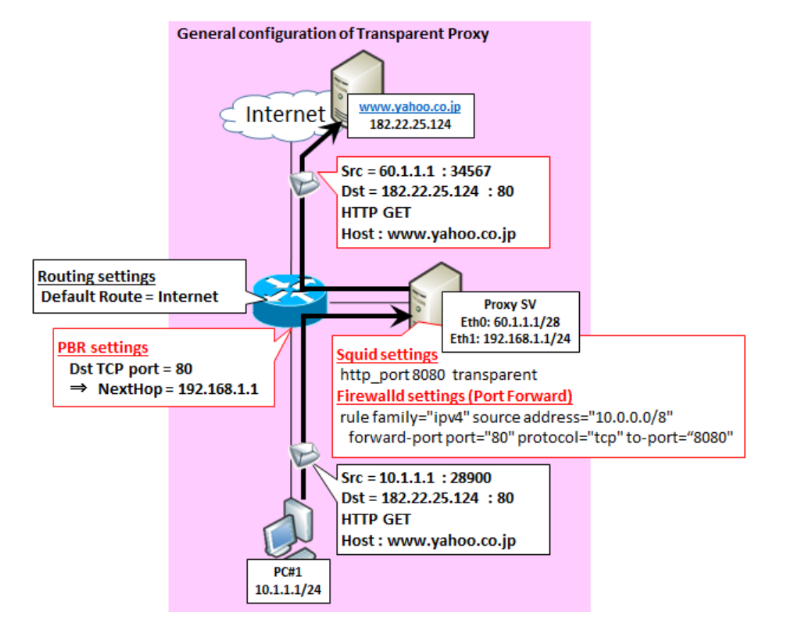 General configuration of Transparent Proxy
Internet
www.yahoo.co.jp
182.22.25.124
Src = 60.1.1.1 : 34567
Dst = 182.22.25.124 : 80
HTTP GET
Host : www.yahoo.co.jp
Routing settings
Default Route = Internet
Proxy SV
Eth0: 60.1.1.1/28
Eth1: 192.168.1.1/24
PBR settings
Dst TCP port = 80
⇒ NextHop = 192.168.1.1
Squid settings
http_port 8080 transparent
Firewalld settings (Port Forward)
rule family="ipv4" source address="10.0.0.0/8"
forward-port port="80" protocol="tcp" to-port=“8080"
Src = 10.1.1.1 : 28900
Dst = 182.22.25.124 : 80
HTTP GET
Host : www.yahoo.co.jp
PC#1
10.1.1.1/24